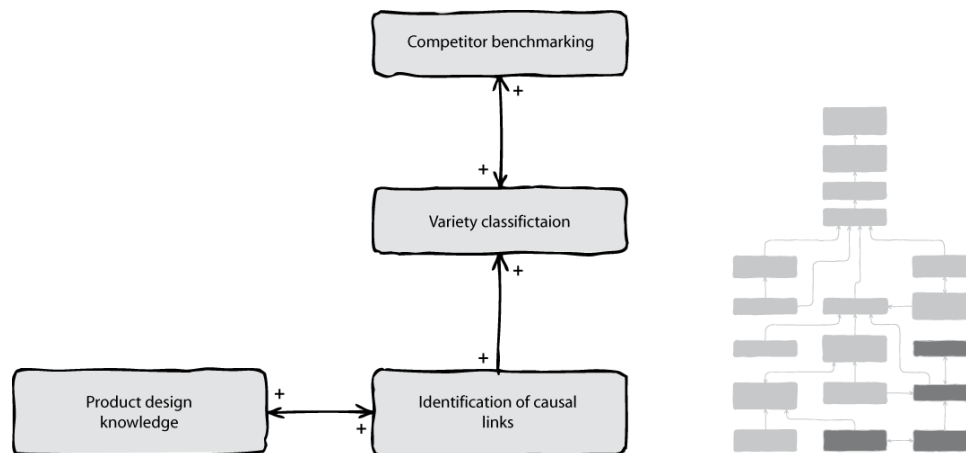 Competitor benchmarking
+
+
Variety classifictaion
+
+
Product design
knowledge
+
+
Identification of causal
links